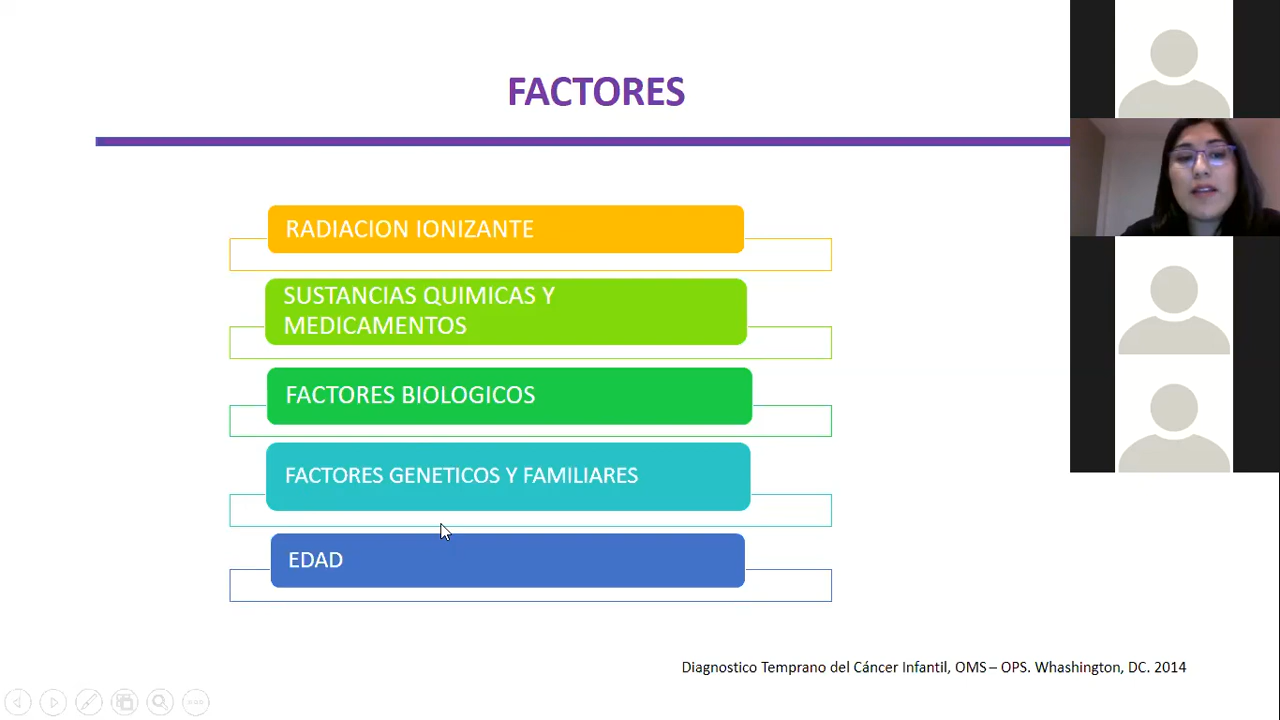 FACTORES
RADIACION IONIZANTE
SUSTANCIAS QUIMICAS Y
MEDICAMENTOS
FACTORES BIOLOGICOS
FACTORES GENETICOS Y FAMILIARES
EDAD
Diagnostico Temprano del Cáncer Infantil, OMS – OPS. Whashington, DC. 2014